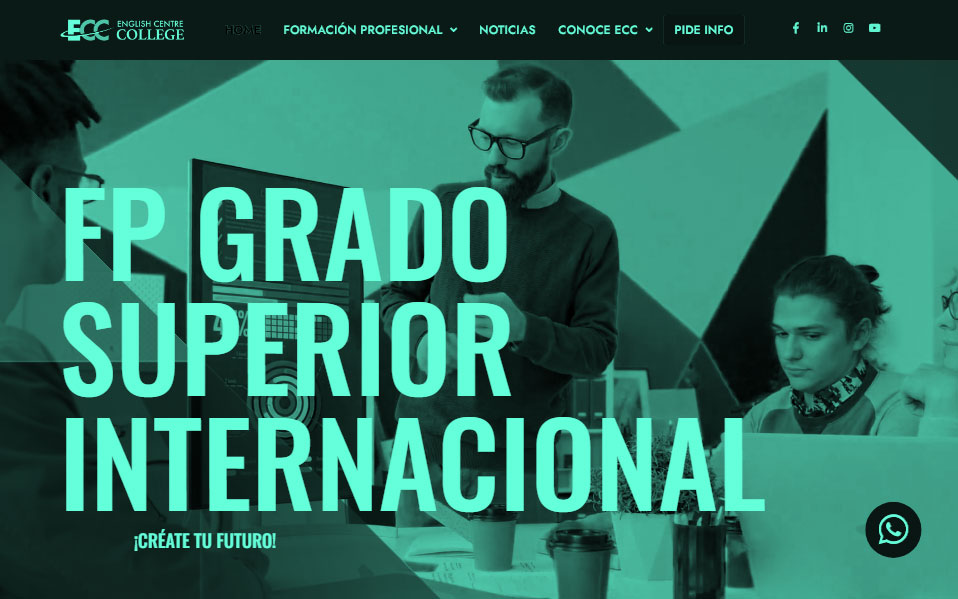 ECC ENGLISH CENTRE COLLEGE
HOME
FORMACIÓN PROFESIONAL
NOTICIAS
CONOCE ECC
PIDE INFO
FP GRADO
SUPERIOR
INTERNACIONAL
¡CRÉATE TU FUTURO!